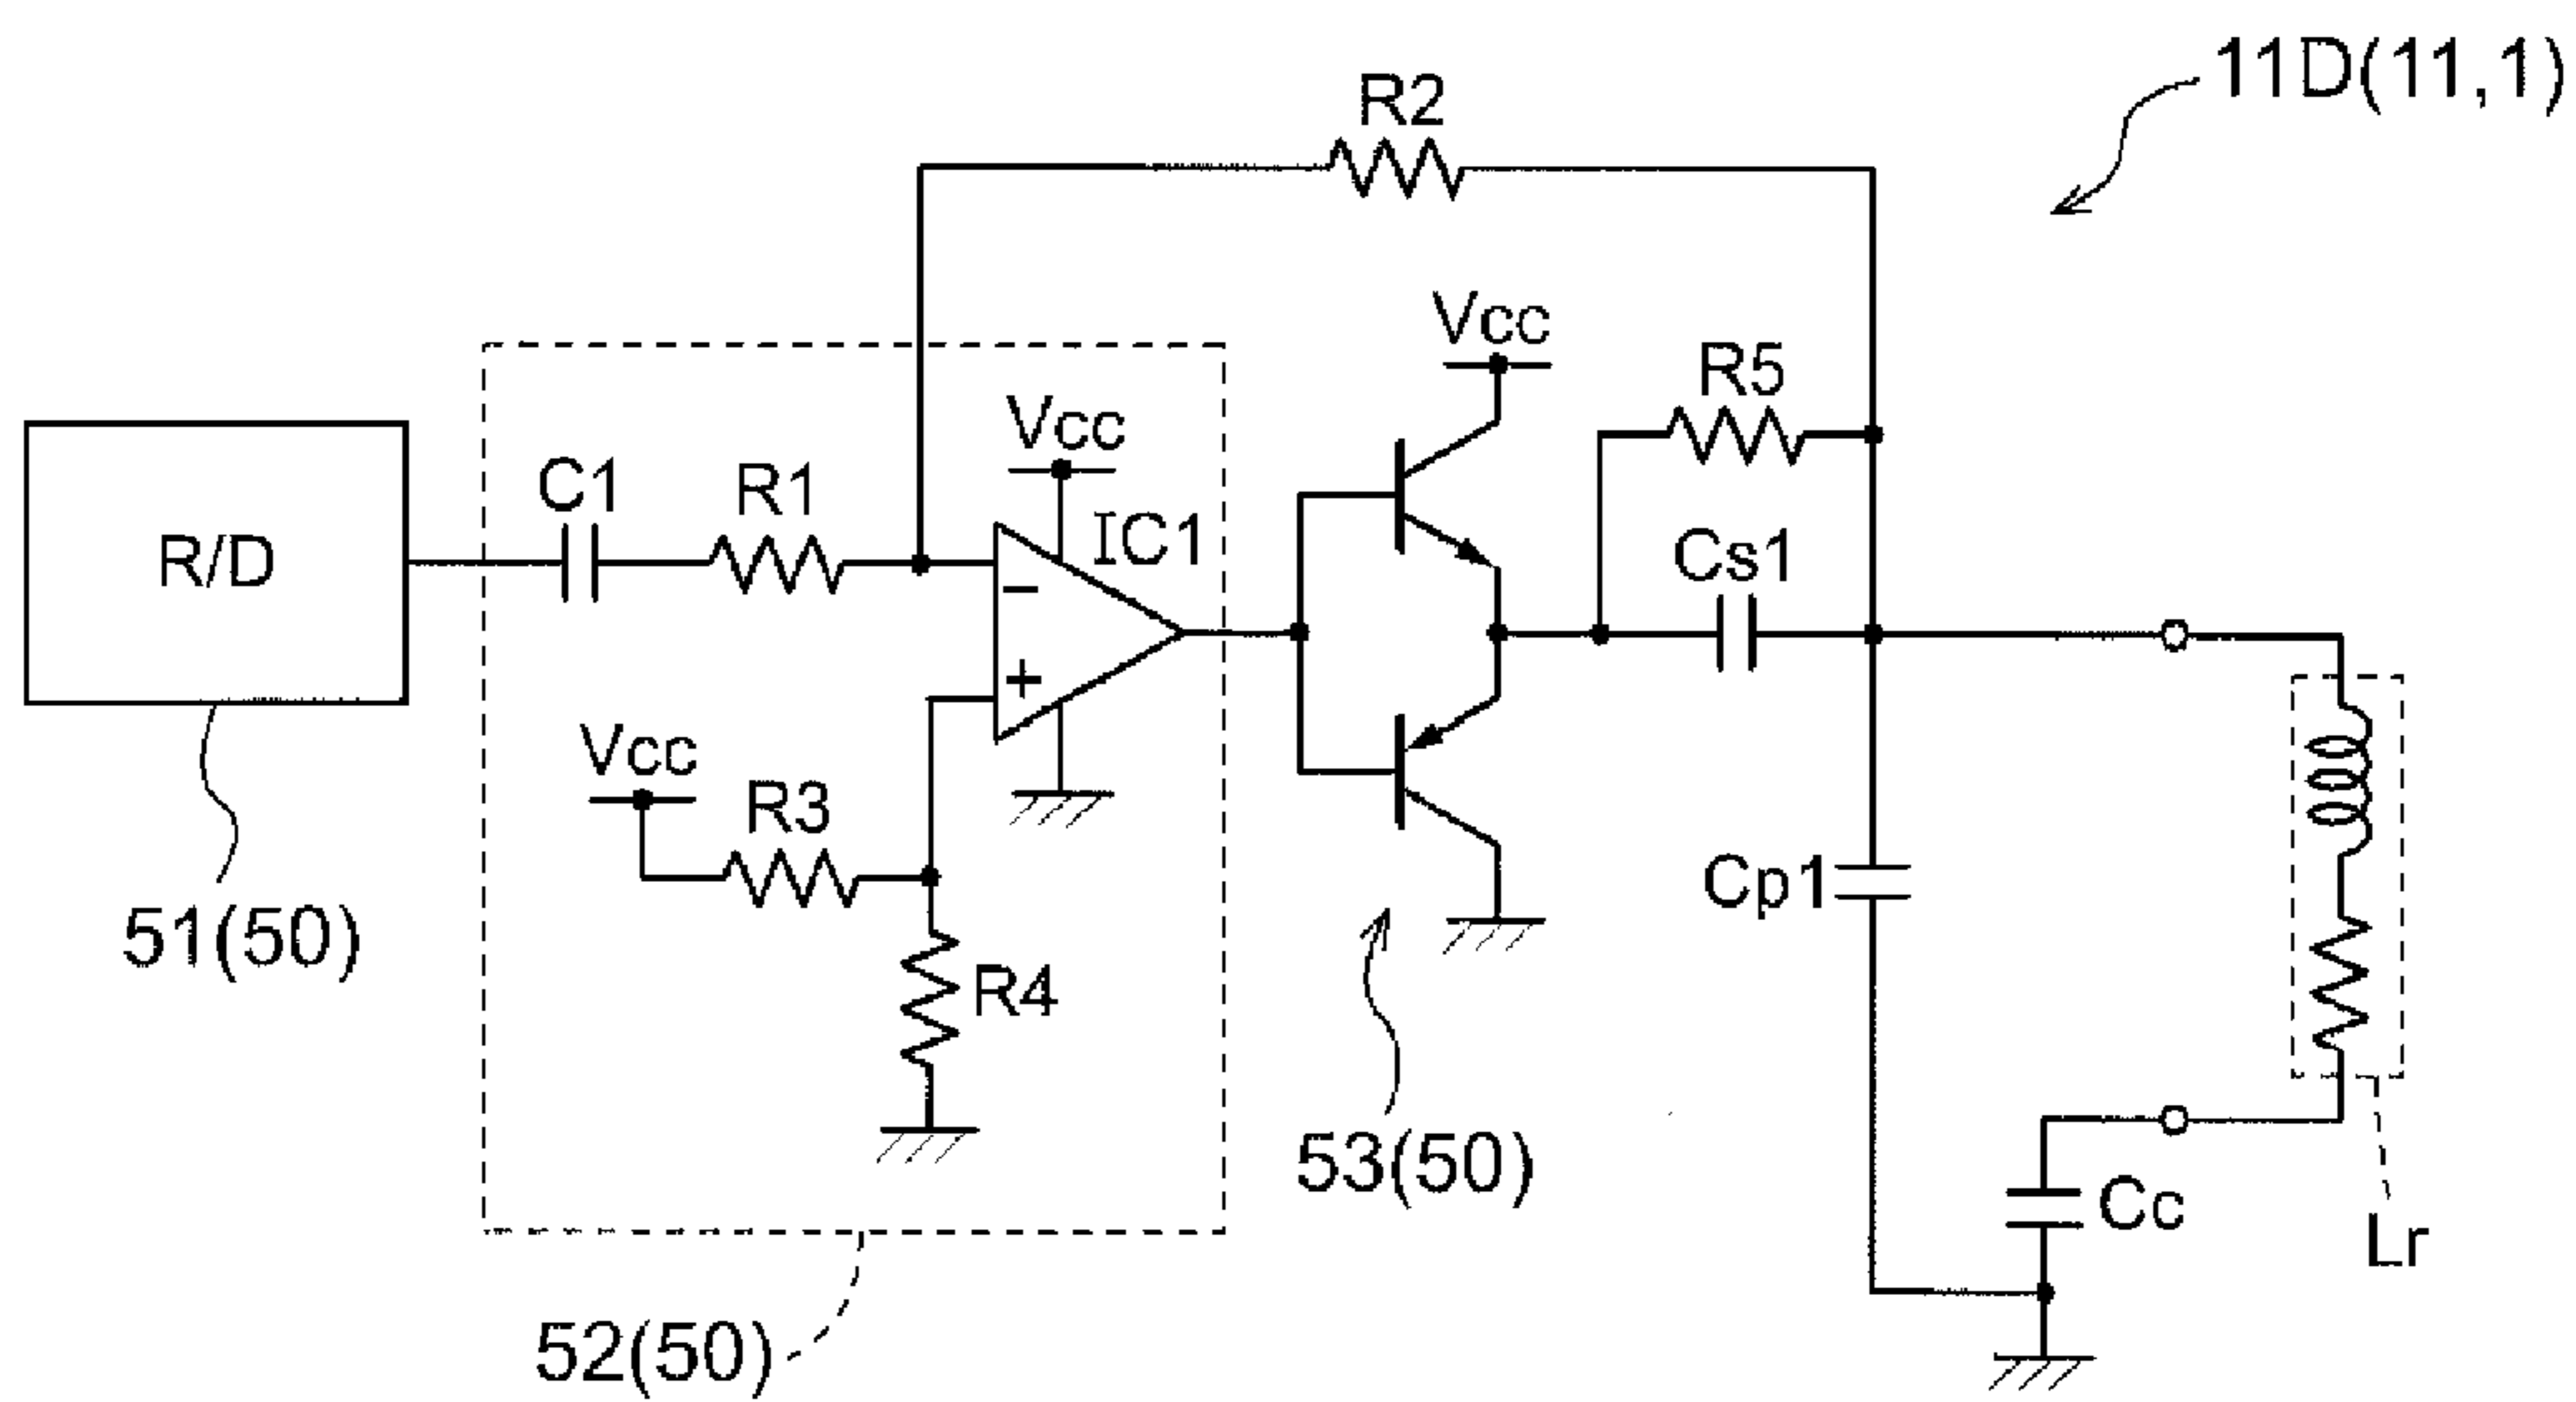 11D(11,1)
R2
Vcc
R5
Vcc
C1
R1
IC1
R/D
Cs1
−
+
Vcc
R3
Cp1
51(50)
R4
53(50)
Cc
Lr
52(50)